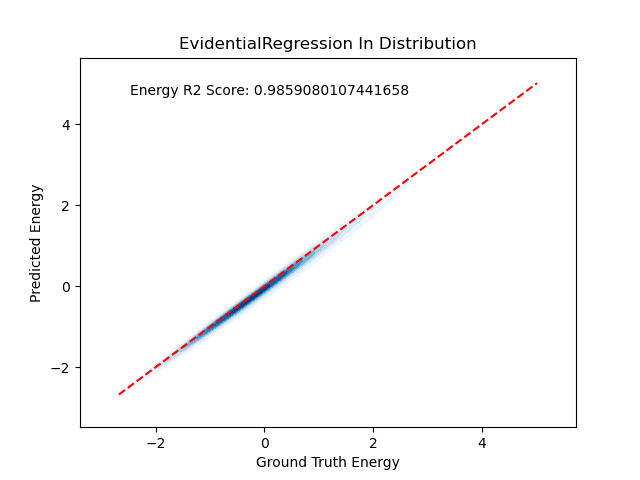 EvidentialRegression In Distribution
Energy R2 Score: 0.9859080107441658
Predicted Energy
4
2
0
−2
−2 0 2 4
Ground Truth Energy